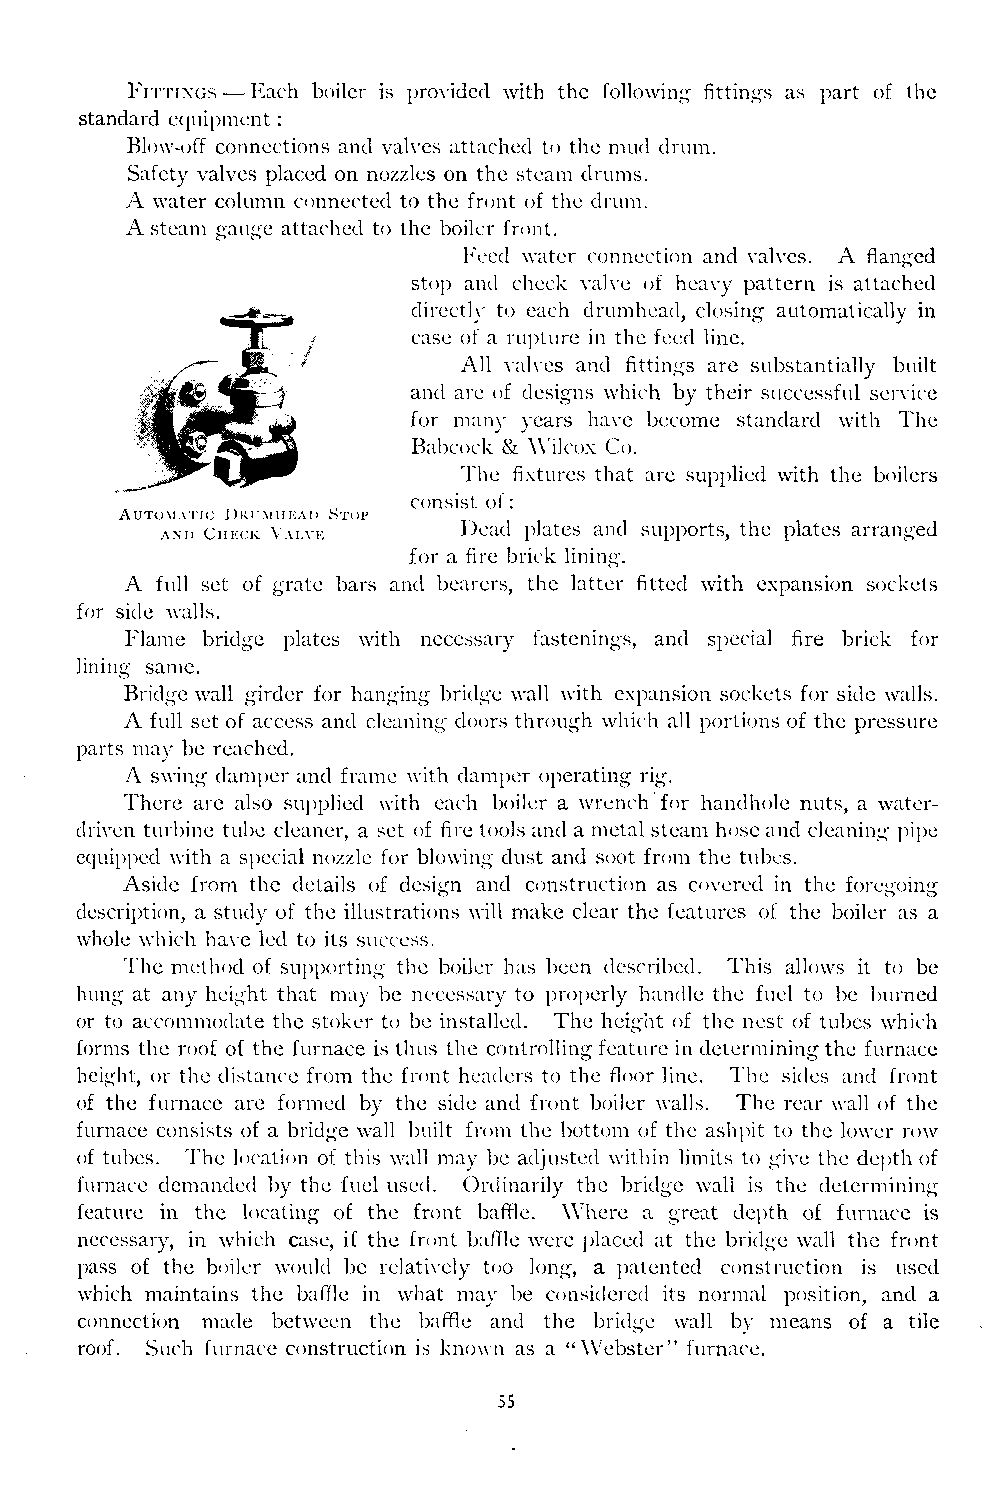 FITTINGS — Each boiler is provided with the following fittings as part of the
standard equipment :
Blow-off connections and valves attached to the mud drum.
Safety valves placed on nozzles on the steam drums.
A water column connected to the front of the drum.
A steam gauge attached to the boiler front.
Feed water connection and valves. A flanged
stop and check valve of heavy pattern is attached
directly to each drumhead, closing automatically in
case of a rupture in the feed line.
All valves and fittings are substantially built
and are of designs which by their successful service
for many years have become standard with The
Babcock & Wilcox Co.
The fixtures that are supplied with the boilers
consist of :
Dead plates and supports, the plates arranged
for a fire brick lining.
AUTOMATIC DRUMHEAD STOP
AND CHECK VALVE
A full set of grate bars and bearers, the latter fitted with expansion sockets
for side walls.
Flame bridge plates with necessary fastenings, and special fire brick for
lining same.
Bridge wall girder for hanging bridge wall with expansion sockets for side walls.
A full set of access and cleaning doors through which all portions of the pressure
parts may be reached.
A swing damper and frame with damper operating rig.
There are also supplied with each boiler a wrench for handhole nuts, a water-
driven turbine tube cleaner, a set of fire tools and a metal steam hose and cleaning pipe
equipped with a special nozzle for blowing dust and soot from the tubes.
Aside from the details of design and construction as covered in the foregoing
description, a study of the illustrations will make clear the features of the boiler as a
whole which have led to its success.
The method of supporting the boiler has been described. This allows it to be
hung at any height that may be necessary to properly handle the fuel to be burned
or to accommodate the stoker to be installed. The height of the nest of tubes which
forms the roof of the furnace is thus the controlling feature in determining the furnace
height, or the distance from the front headers to the floor line. The sides and front
of the furnace are formed by the side and front boiler walls. The rear wall of the
furnace consists of a bridge wall built from the bottom of the ashpit to the lower row
of tubes. The location of this wall may be adjusted within limits to give the depth of
furnace demanded by the fuel used. Ordinarily the bridge wall is the determining
feature in the locating of the front baffle. Where a great depth of furnace is
necessary, in which case, if the front baffle were placed at the bridge wall the front
pass of the boiler would be relatively too long, a patented construction is used
which maintains the baffle in what may be considered its normal position, and a
connection made between the baffle and the bridge wall by means of a tile
roof. Such furnace construction is known as a "Webster" furnace.
55